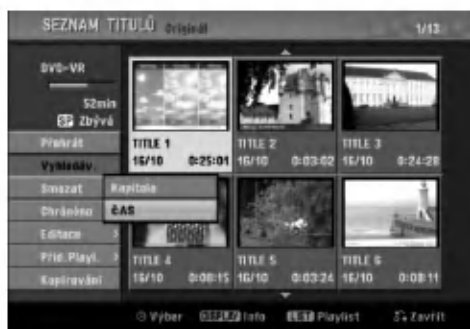 SEZNAM TITULŮ Originál 1/13
DVD-VR
52min
SP Zbývá
Přehrát
Vyhledáv.
Smazat
Chráněno
Editace >
Přid. Playl. >
Kopírování
Kapitola
ČAS
TITLE 1
16/10 0:25:01
TITLE 2
16/10 0:03:02
TITLE 3
16/10 0:24:28
TITLE 4
16/10 0:08:15
TITLE 5
16/10 0:03:24
TITLE 6
16/10 0:08:11
Výber DISPLAY Info LIST Playlist Zavřít